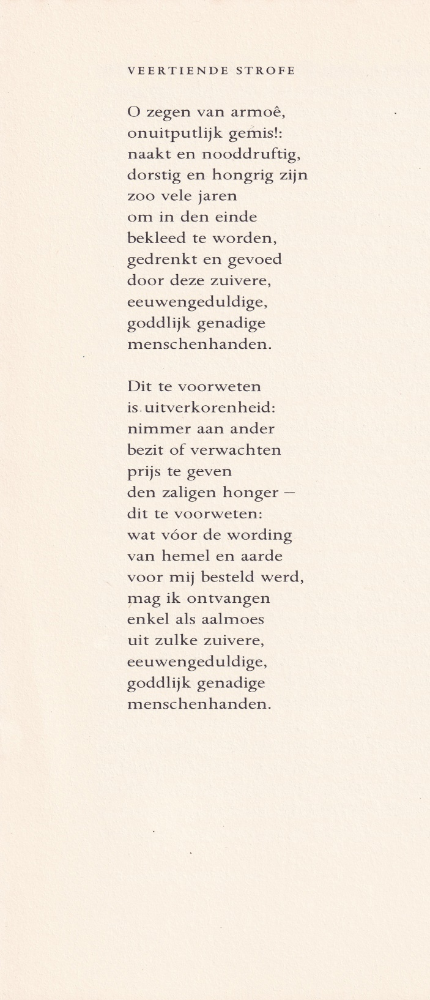 VEERTIENDE STROFE
O zegen van armoê,
onuitputlijk gemis!:
naakt en nooddruftig,
dorstig en hongrig zijn
zoo vele jaren
om in den einde
bekleed te worden,
gedrenkt en gevoed
door deze zuivere,
eeuwengeduldige,
goddlijk genadige
menschenhanden.
Dit te voorweten
is uitverkorenheid:
nimmer aan ander
bezit of verwachten
prijs te geven
den zaligen honger —
dit te voorweten:
wat vóor de wording
van hemel en aarde
voor mij besteld werd,
mag ik ontvangen
enkel als aalmoes
uit zulke zuivere,
eeuwengeduldige,
goddlijk genadige
menschenhanden.